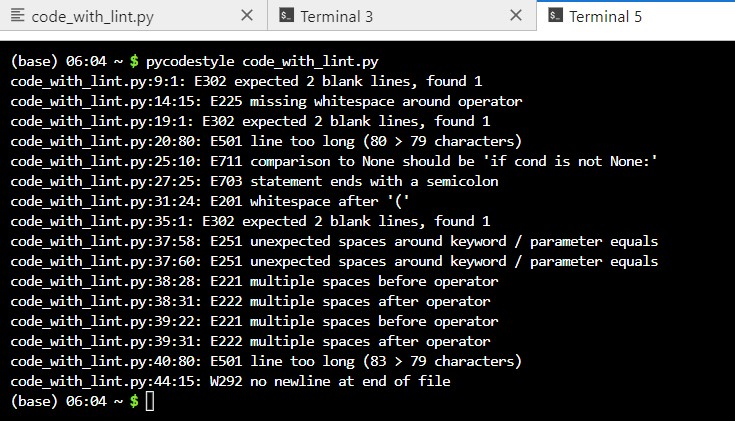 code_with_lint.py
Terminal 3
Terminal 5
(base) 06:04 ~ $ pycodestyle code_with_lint.py
code_with_lint.py:9:1: E302 expected 2 blank lines, found 1
code_with_lint.py:14:15: E225 missing whitespace around operator
code_with_lint.py:19:1: E302 expected 2 blank lines, found 1
code_with_lint.py:20:80: E501 line too long (80 > 79 characters)
code_with_lint.py:25:10: E711 comparison to None should be 'if cond is not None:'
code_with_lint.py:27:25: E703 statement ends with a semicolon
code_with_lint.py:31:24: E201 whitespace after '('
code_with_lint.py:35:1: E302 expected 2 blank lines, found 1
code_with_lint.py:37:58: E251 unexpected spaces around keyword / parameter equals
code_with_lint.py:37:60: E251 unexpected spaces around keyword / parameter equals
code_with_lint.py:38:28: E221 multiple spaces before operator
code_with_lint.py:38:31: E222 multiple spaces after operator
code_with_lint.py:39:22: E221 multiple spaces before operator
code_with_lint.py:39:31: E222 multiple spaces after operator
code_with_lint.py:40:80: E501 line too long (83 > 79 characters)
code_with_lint.py:44:15: W292 no newline at end of file
(base) 06:04 ~ $